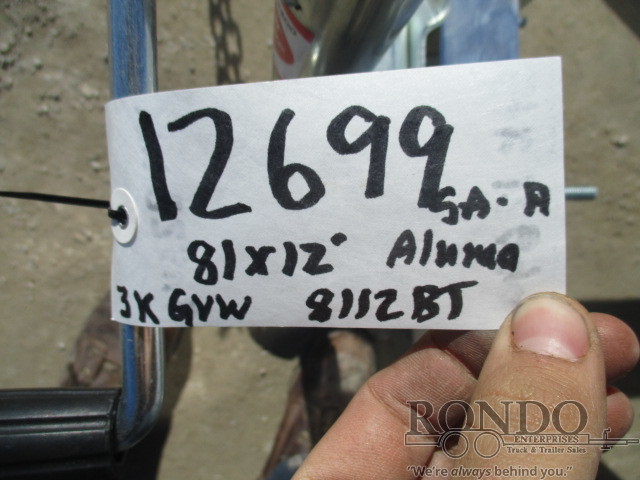 12699
SA-A
81x12' Aluma
3K GVW 8112BT
RONDO
ENTERPRISES
Truck & Trailer Sales
"We're always behind you."